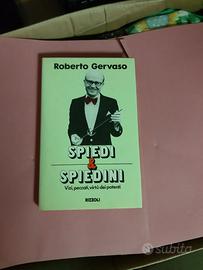 Roberto Gervaso
SPIEDI
&
SPIEDINI
Vizi, peccati, virtù dei potenti
RIZZOLI
subito